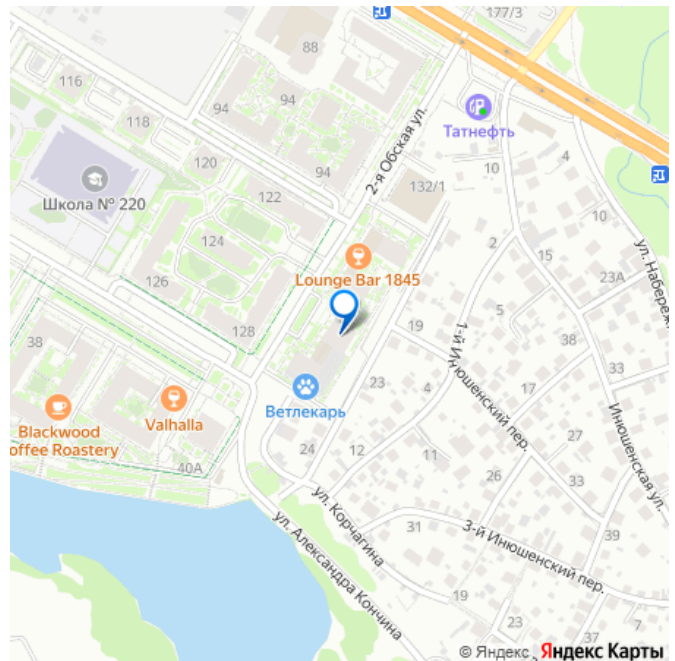 177/3
88
116
94
94
Татнефть
118
2-я Обская ул.
4
120
94
10
132/1
Школа № 220
122
10
124
2
15
ул. Набереж
Lounge Bar 1845
23А
126
5
128
19
38
38
1-й Инюшенский пер.
33
23
4
17
Ветлекарь
Valhalla
Инюшенская ул.
Blackwood
offee Roastery
27
24
12
11
40А
26
33
ул. Корчагина
31
3-й Инюшенский пер.
39
ул. Александра Кончина
19
23
7
37
© Яндекс Яндекс Карты